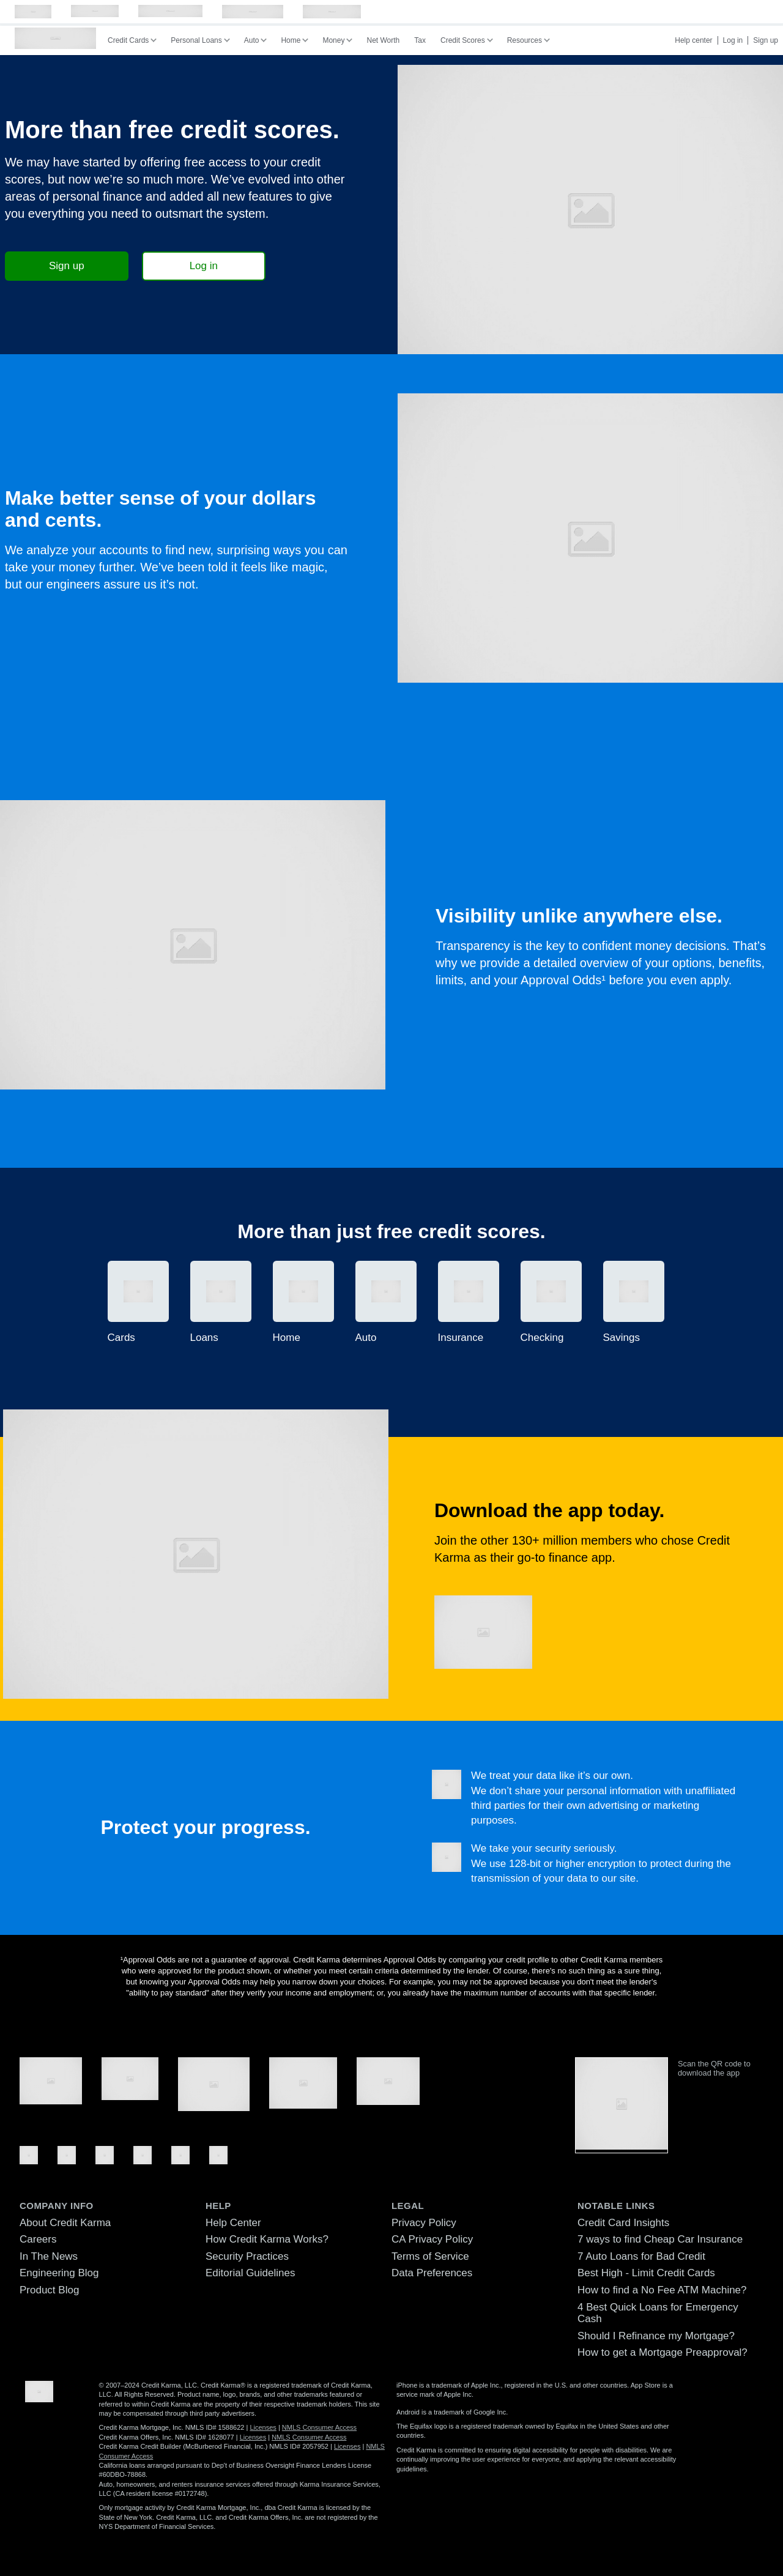 Credit Cards Personal Loans Auto Home Money Net Worth Tax Credit Scores Resources Help center Log in Sign up
More than free credit scores.
We may have started by offering free access to your credit
scores, but now we’re so much more. We’ve evolved into other
areas of personal finance and added all new features to give
you everything you need to outsmart the system.
Sign up Log in
Make better sense of your dollars
and cents.
We analyze your accounts to find new, surprising ways you can
take your money further. We’ve been told it feels like magic,
but our engineers assure us it’s not.
Visibility unlike anywhere else.
Transparency is the key to confident money decisions. That’s
why we provide a detailed overview of your options, benefits,
limits, and your Approval Odds¹ before you even apply.
More than just free credit scores.
Cards Loans Home Auto Insurance Checking Savings
Download the app today.
Join the other 130+ million members who chose Credit
Karma as their go-to finance app.
Protect your progress.
We treat your data like it’s our own.
We don’t share your personal information with unaffiliated
third parties for their own advertising or marketing
purposes.
We take your security seriously.
We use 128-bit or higher encryption to protect during the
transmission of your data to our site.
¹Approval Odds are not a guarantee of approval. Credit Karma determines Approval Odds by comparing your credit profile to other Credit Karma members
who were approved for the product shown, or whether you meet certain criteria determined by the lender. Of course, there's no such thing as a sure thing,
but knowing your Approval Odds may help you narrow down your choices. For example, you may not be approved because you don't meet the lender's
"ability to pay standard" after they verify your income and employment; or, you already have the maximum number of accounts with that specific lender.
Scan the QR code to
download the app
COMPANY INFO
About Credit Karma
Careers
In The News
Engineering Blog
Product Blog
HELP
Help Center
How Credit Karma Works?
Security Practices
Editorial Guidelines
LEGAL
Privacy Policy
CA Privacy Policy
Terms of Service
Data Preferences
NOTABLE LINKS
Credit Card Insights
7 ways to find Cheap Car Insurance
7 Auto Loans for Bad Credit
Best High - Limit Credit Cards
How to find a No Fee ATM Machine?
4 Best Quick Loans for Emergency
Cash
Should I Refinance my Mortgage?
How to get a Mortgage Preapproval?
© 2007–2024 Credit Karma, LLC. Credit Karma® is a registered trademark of Credit Karma,
LLC. All Rights Reserved. Product name, logo, brands, and other trademarks featured or
referred to within Credit Karma are the property of their respective trademark holders. This site
may be compensated through third party advertisers.
Credit Karma Mortgage, Inc. NMLS ID# 1588622 | Licenses | NMLS Consumer Access
Credit Karma Offers, Inc. NMLS ID# 1628077 | Licenses | NMLS Consumer Access
Credit Karma Credit Builder (McBurberod Financial, Inc.) NMLS ID# 2057952 | Licenses | NMLS
Consumer Access
California loans arranged pursuant to Dep't of Business Oversight Finance Lenders License
#60DBO-78868.
Auto, homeowners, and renters insurance services offered through Karma Insurance Services,
LLC (CA resident license #0172748).
Only mortgage activity by Credit Karma Mortgage, Inc., dba Credit Karma is licensed by the
State of New York. Credit Karma, LLC. and Credit Karma Offers, Inc. are not registered by the
NYS Department of Financial Services.
iPhone is a trademark of Apple Inc., registered in the U.S. and other countries. App Store is a
service mark of Apple Inc.
Android is a trademark of Google Inc.
The Equifax logo is a registered trademark owned by Equifax in the United States and other
countries.
Credit Karma is committed to ensuring digital accessibility for people with disabilities. We are
continually improving the user experience for everyone, and applying the relevant accessibility
guidelines.